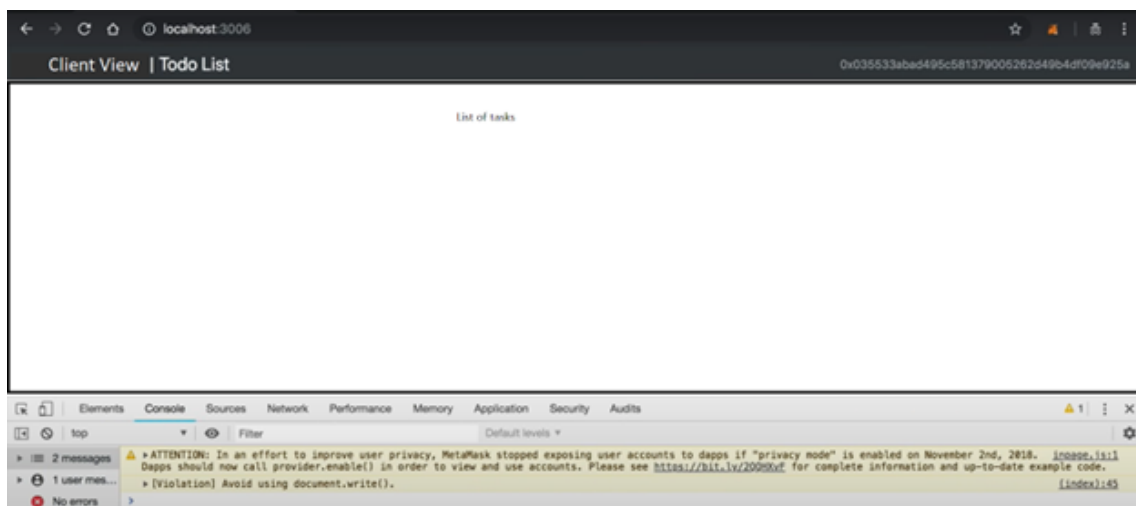 localhost:3006
Client View | Todo List
0x035533abad495c581379005262d49b4df09e925a
List of tasks
Elements Console Sources Network Performance Memory Application Security Audits 1
top Filter Default levels
2 messages
ATTENTION: In an effort to improve user privacy, MetaMask stopped exposing user accounts to dapps if "privacy mode" is enabled on November 2nd, 2018. inpage.js:1
Dapps should now call provider.enable() in order to view and use accounts. Please see for complete information and up-to-date example code.
1 user mes...
[Violation] Avoid using document.write(). (index):45
No errors